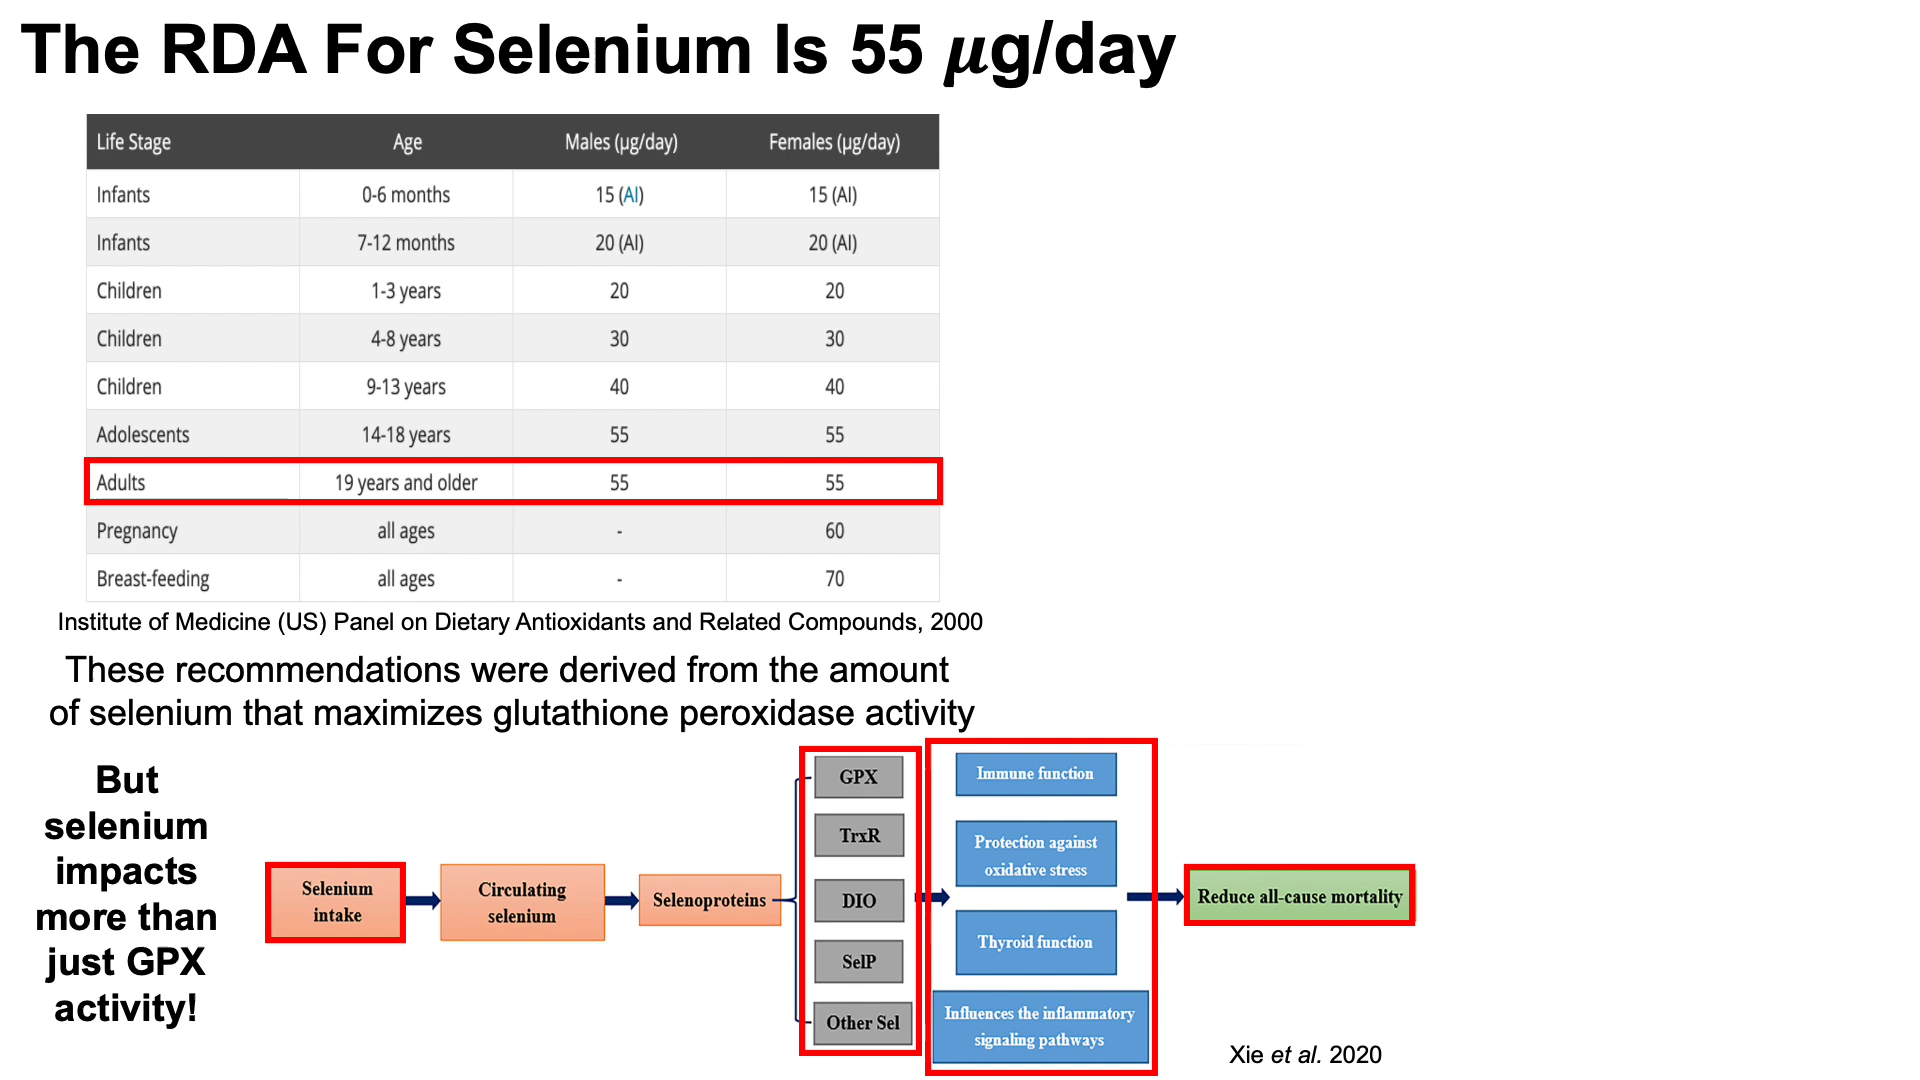 The RDA For Selenium Is 55 µg/day
Life Stage Age Males (µg/day) Females (µg/day)
Infants 0-6 months 15 (AI) 15 (AI)
Infants 7-12 months 20 (AI) 20 (AI)
Children 1-3 years 20 20
Children 4-8 years 30 30
Children 9-13 years 40 40
Adolescents 14-18 years 55 55
Adults 19 years and older 55 55
Pregnancy all ages - 60
Breast-feeding all ages - 70
Institute of Medicine (US) Panel on Dietary Antioxidants and Related Compounds, 2000
These recommendations were derived from the amount
of selenium that maximizes glutathione peroxidase activity
But
selenium
impacts
more than
just GPX
activity!
Selenium
intake
Circulating
selenium
Selenoproteins
GPX
TrxR
DIO
SelP
Other Sel
Immune function
Protection against
oxidative stress
Thyroid function
Influences the inflammatory
signaling pathways
Reduce all-cause mortality
Xie et al. 2020